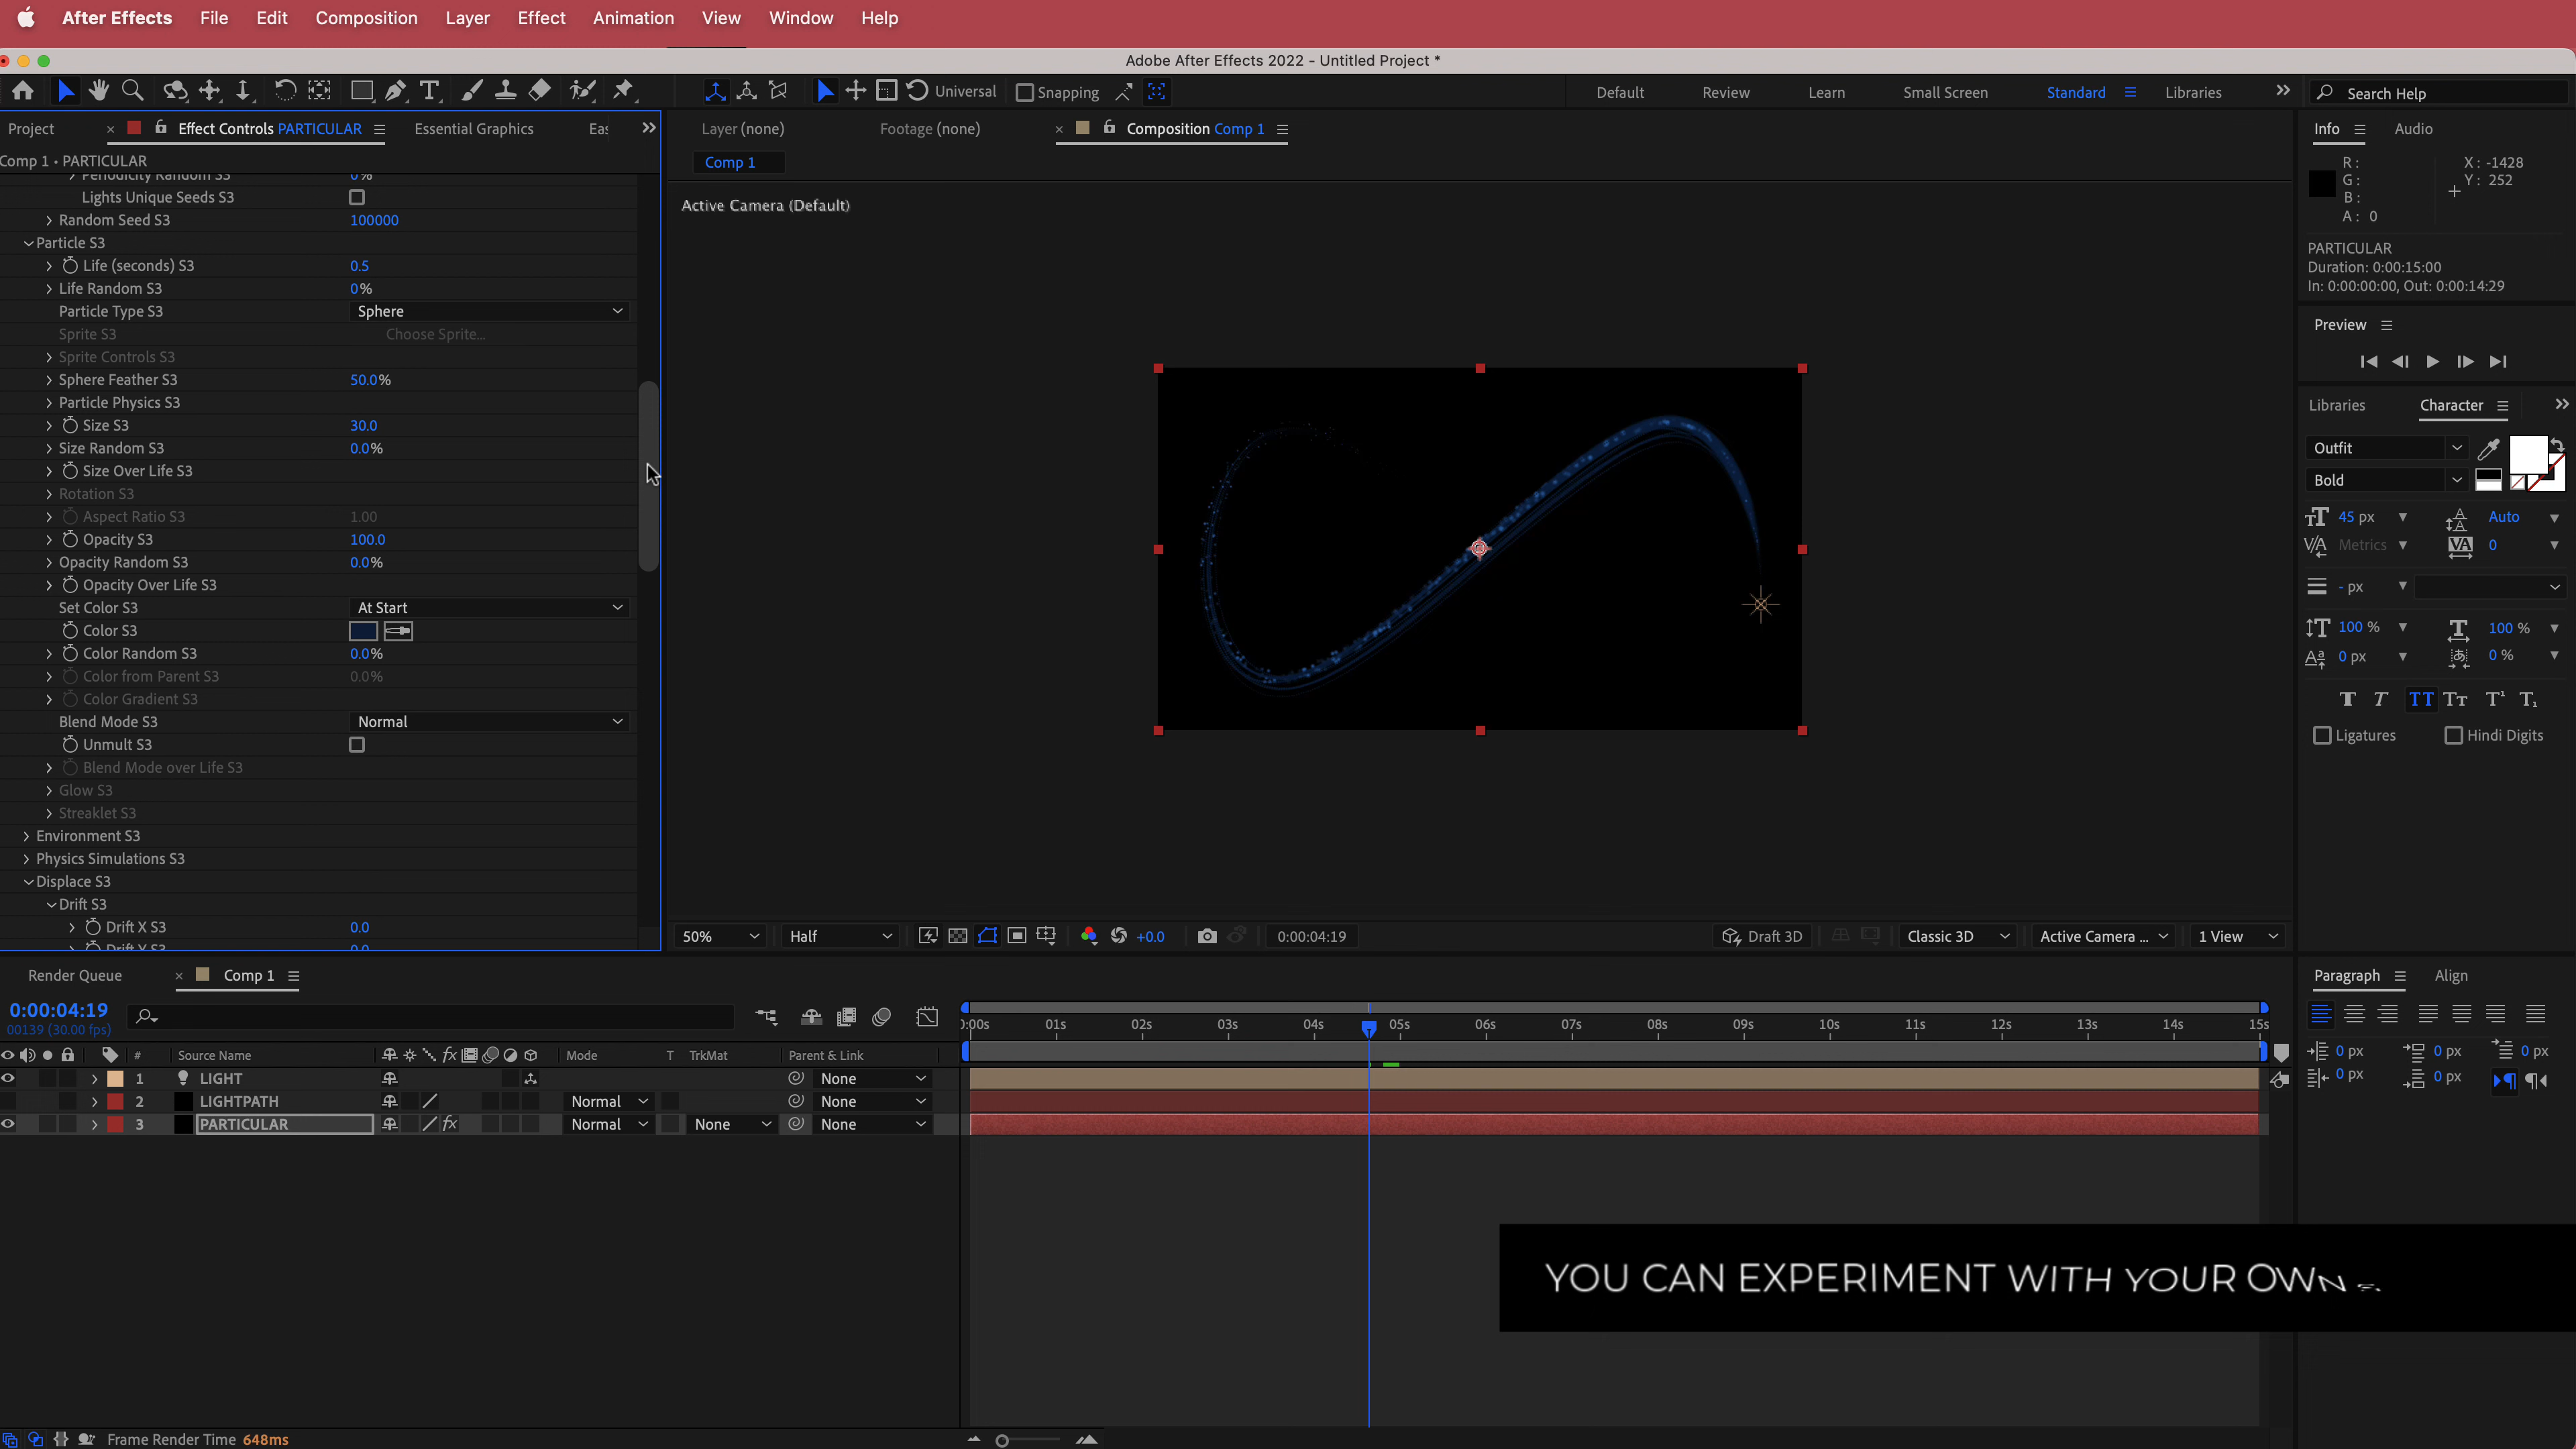 After Effects File Edit Composition Layer Effect Animation View Window Help
Adobe After Effects 2022 - Untitled Project *
Universal Snapping Default Review Learn Small Screen Standard Libraries Search Help
Project Effect Controls PARTICULAR Essential Graphics Eas
Comp 1 • PARTICULAR
Periodicity Random S3 0%
Lights Unique Seeds S3
Random Seed S3 100000
Particle S3
Life (seconds) S3 0.5
Life Random S3 0%
Particle Type S3 Sphere
Sprite S3 Choose Sprite...
Sprite Controls S3
Sphere Feather S3 50.0%
Particle Physics S3
Size S3 30.0
Size Random S3 0.0%
Size Over Life S3
Rotation S3
Aspect Ratio S3 1.00
Opacity S3 100.0
Opacity Random S3 0.0%
Opacity Over Life S3
Set Color S3 At Start
Color S3
Color Random S3 0.0%
Color from Parent S3 0.0%
Color Gradient S3
Blend Mode S3 Normal
Unmult S3
Blend Mode over Life S3
Glow S3
Streaklet S3
Environment S3
Physics Simulations S3
Displace S3
Drift S3
Drift X S3 0.0
Drift Y S3 0.0
Layer (none) Footage (none) Composition Comp 1
Comp 1
Active Camera (Default)
50% Half +0.0 0:00:04:19 Draft 3D Classic 3D Active Camera ... 1 View
Info Audio
R: X: -1428
G: Y: 252
B:
A: 0
PARTICULAR
Duration: 0:00:15:00
In: 0:00:00:00, Out: 0:00:14:29
Preview
Libraries Character
Outfit
Bold
45 px Auto
Metrics 0
- px
100 % 100 %
0 px 0 %
Ligatures Hindi Digits
Paragraph Align
0 px 0 px 0 px
0 px 0 px
Render Queue Comp 1
0:00:04:19
00139 (30.00 fps)
0:00s 01s 02s 03s 04s 05s 06s 07s 08s 09s 10s 11s 12s 13s 14s 15s
# Source Name Mode T TrkMat Parent & Link
1 LIGHT None
2 LIGHTPATH Normal None
3 PARTICULAR Normal None None
YOU CAN EXPERIMENT WITH YOUR OWN
Frame Render Time 648ms